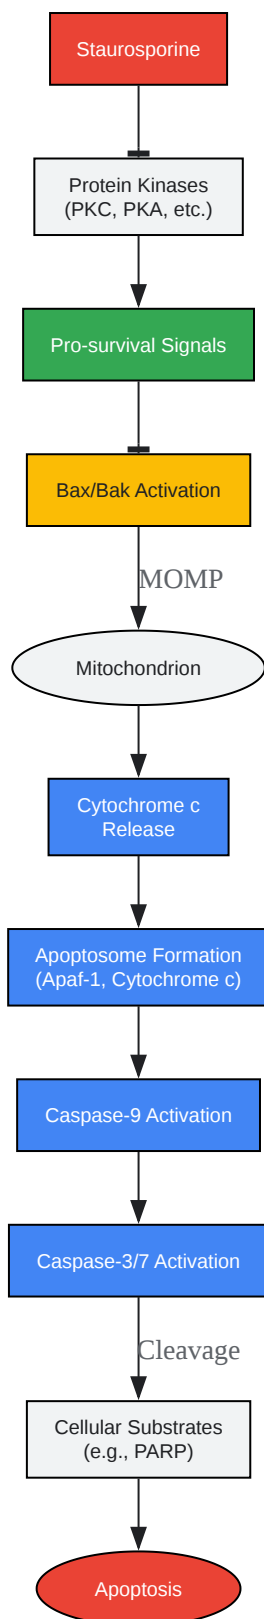 Staurosporine
Protein Kinases
(PKC, PKA, etc.)
Pro-survival Signals
Bax/Bak Activation
MOMP
Mitochondrion
Cytochrome c
Release
Apoptosome Formation
(Apaf-1, Cytochrome c)
Caspase-9 Activation
Caspase-3/7 Activation
Cleavage
Cellular Substrates
(e.g., PARP)
Apoptosis